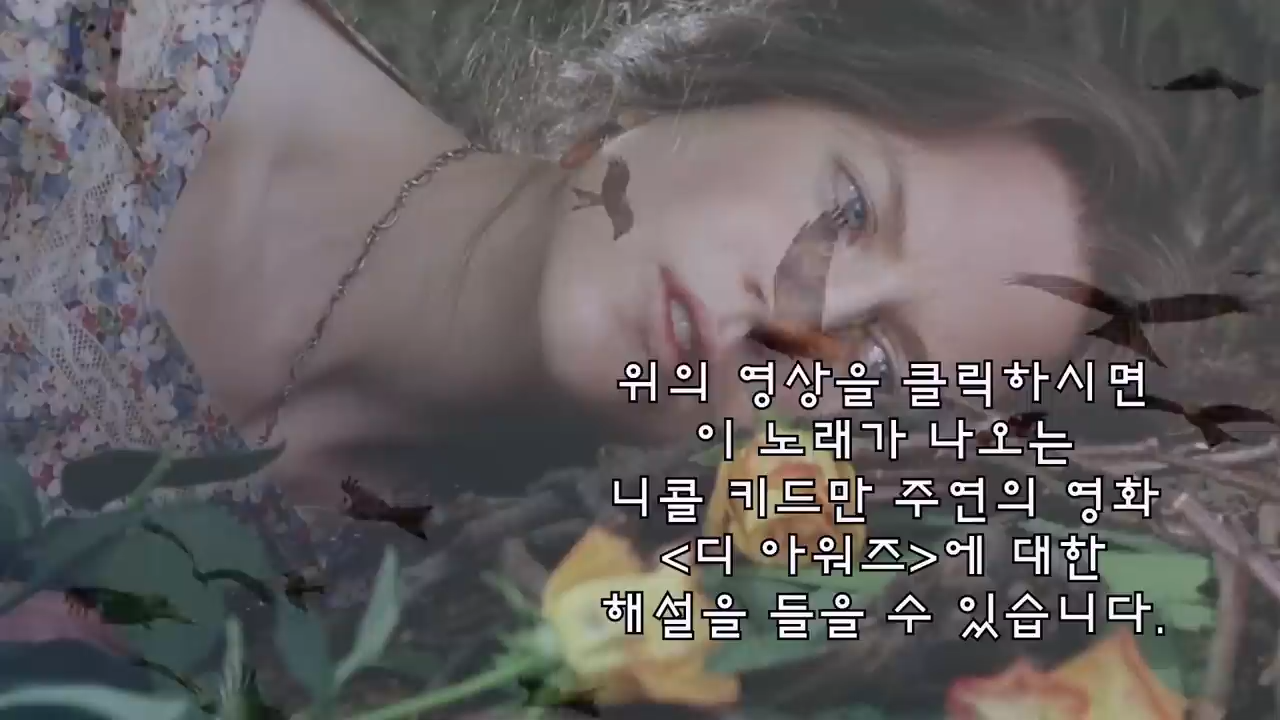 위의 영상을 클릭하시면
이 노래가 나오는
니콜 키드만 주연의 영화
<디 아워즈>에 대한
해설을 들을 수 있습니다.